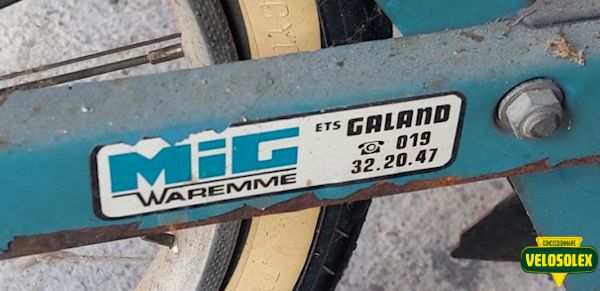 MiG
WAREMME
ETS GALAND
☎ 019
32.20.47
CONCESSIONNAIRE
VELOSOLEX